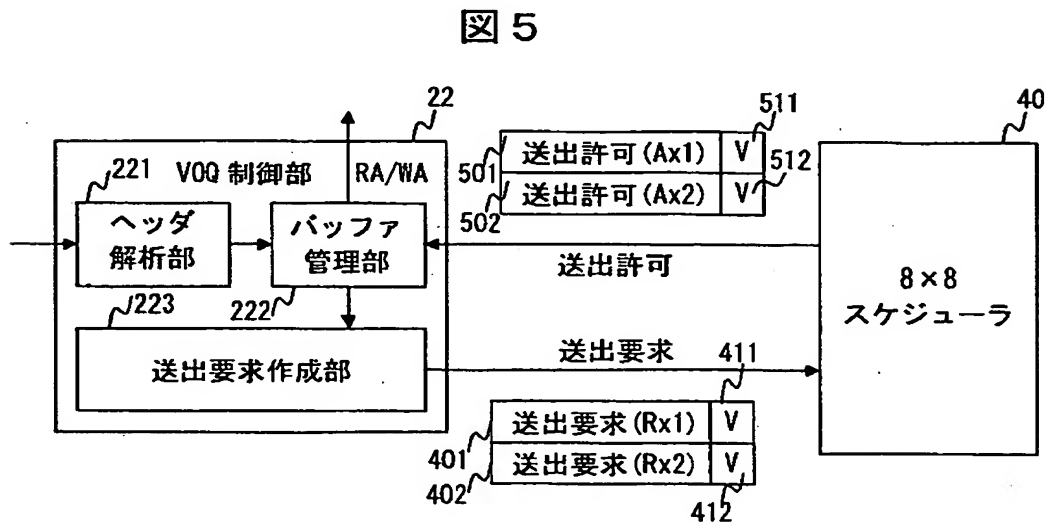 図5
22
511
40
221
VOQ 制御部
RA/WA
501
送出許可(Ax1)
V
512
502
送出許可(Ax2)
V
ヘッダ
解析部
バッファ
管理部
送出許可
8×8
スケジューラ
223
222
送出要求作成部
送出要求
411
401
送出要求(Rx1)
V
402
送出要求(Rx2)
V
412